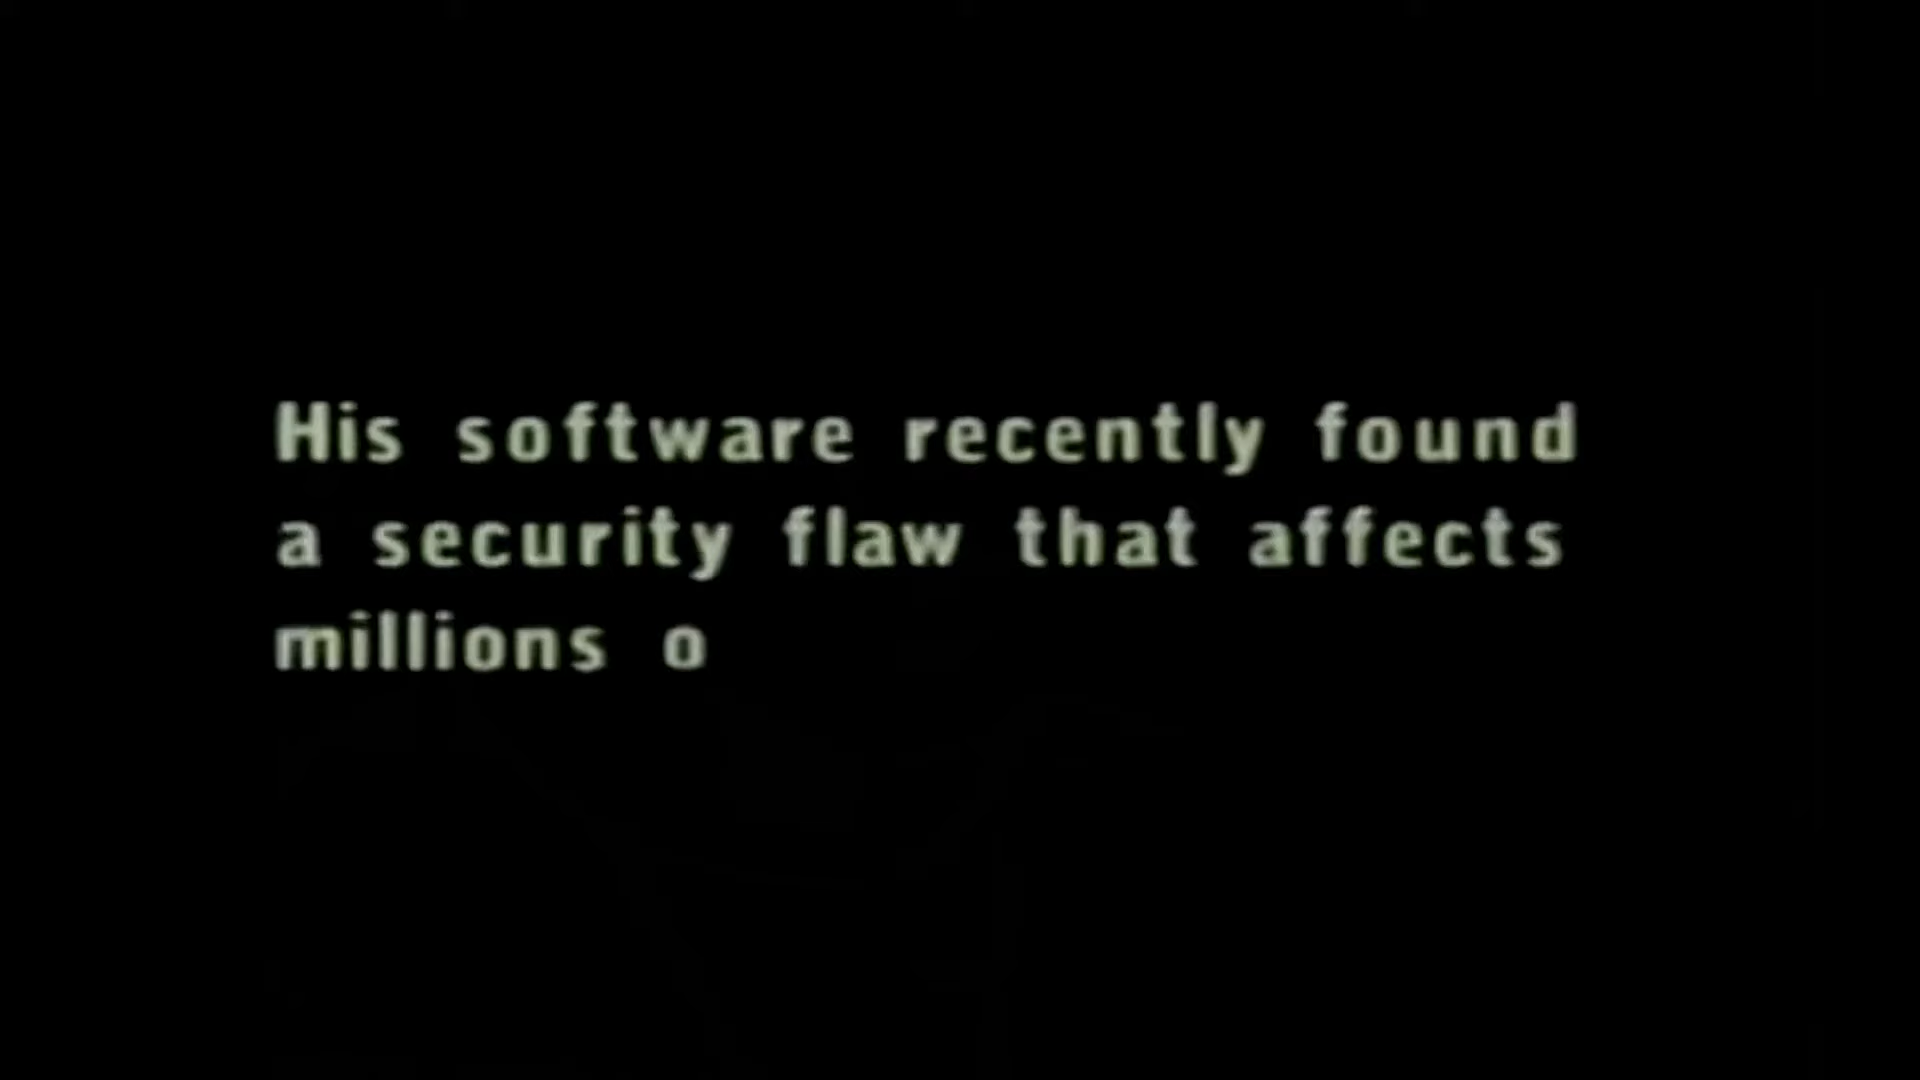 His software recently found
a security flaw that affects
millions o